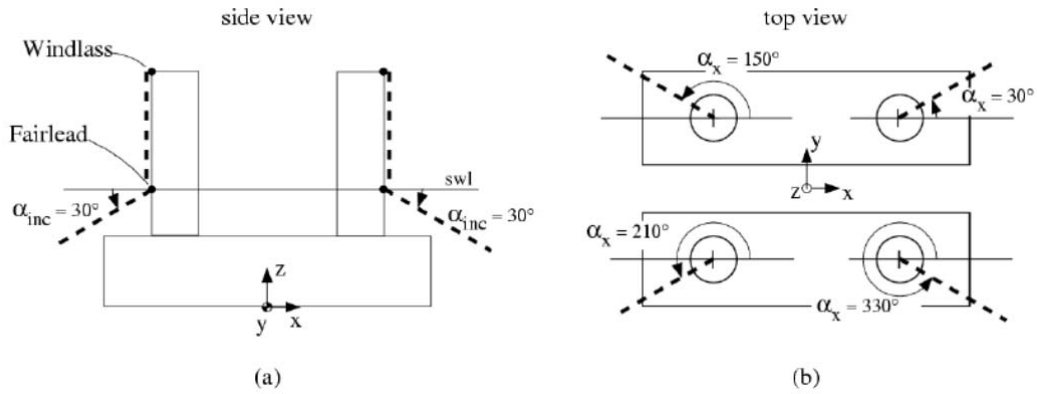 side view
Windlass
Fairlead
swl
α_inc = 30°
α_inc = 30°
z
y x
(a)
top view
α_x = 150°
α_x = 30°
y
z x
α_x = 210°
α_x = 330°
(b)